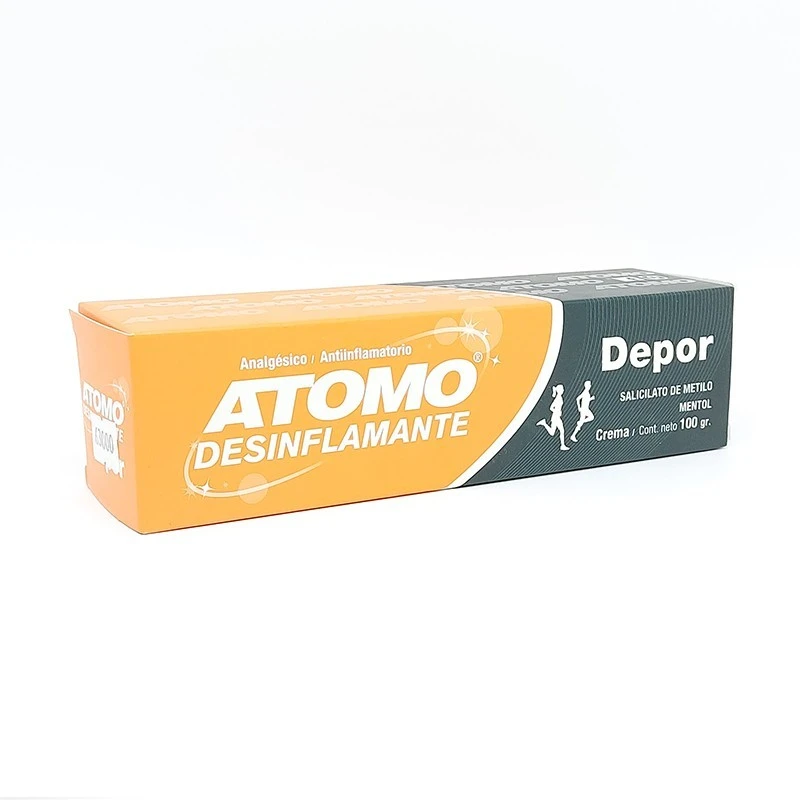 Analgésico / Antiinflamatorio
ATOMO®
DESINFLAMANTE
Depor
SALICILATO DE METILO
MENTOL
Crema / Cont. neto 100 gr.
ATOMO